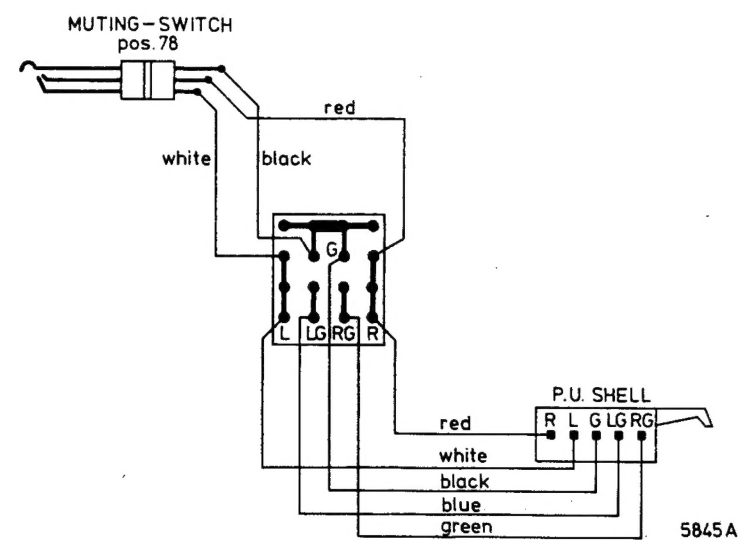 MUTING-SWITCH
pos. 78
red
white
black
G
L LG RG R
P.U. SHELL
R L G LG RG
red
white
black
blue
green
5845A